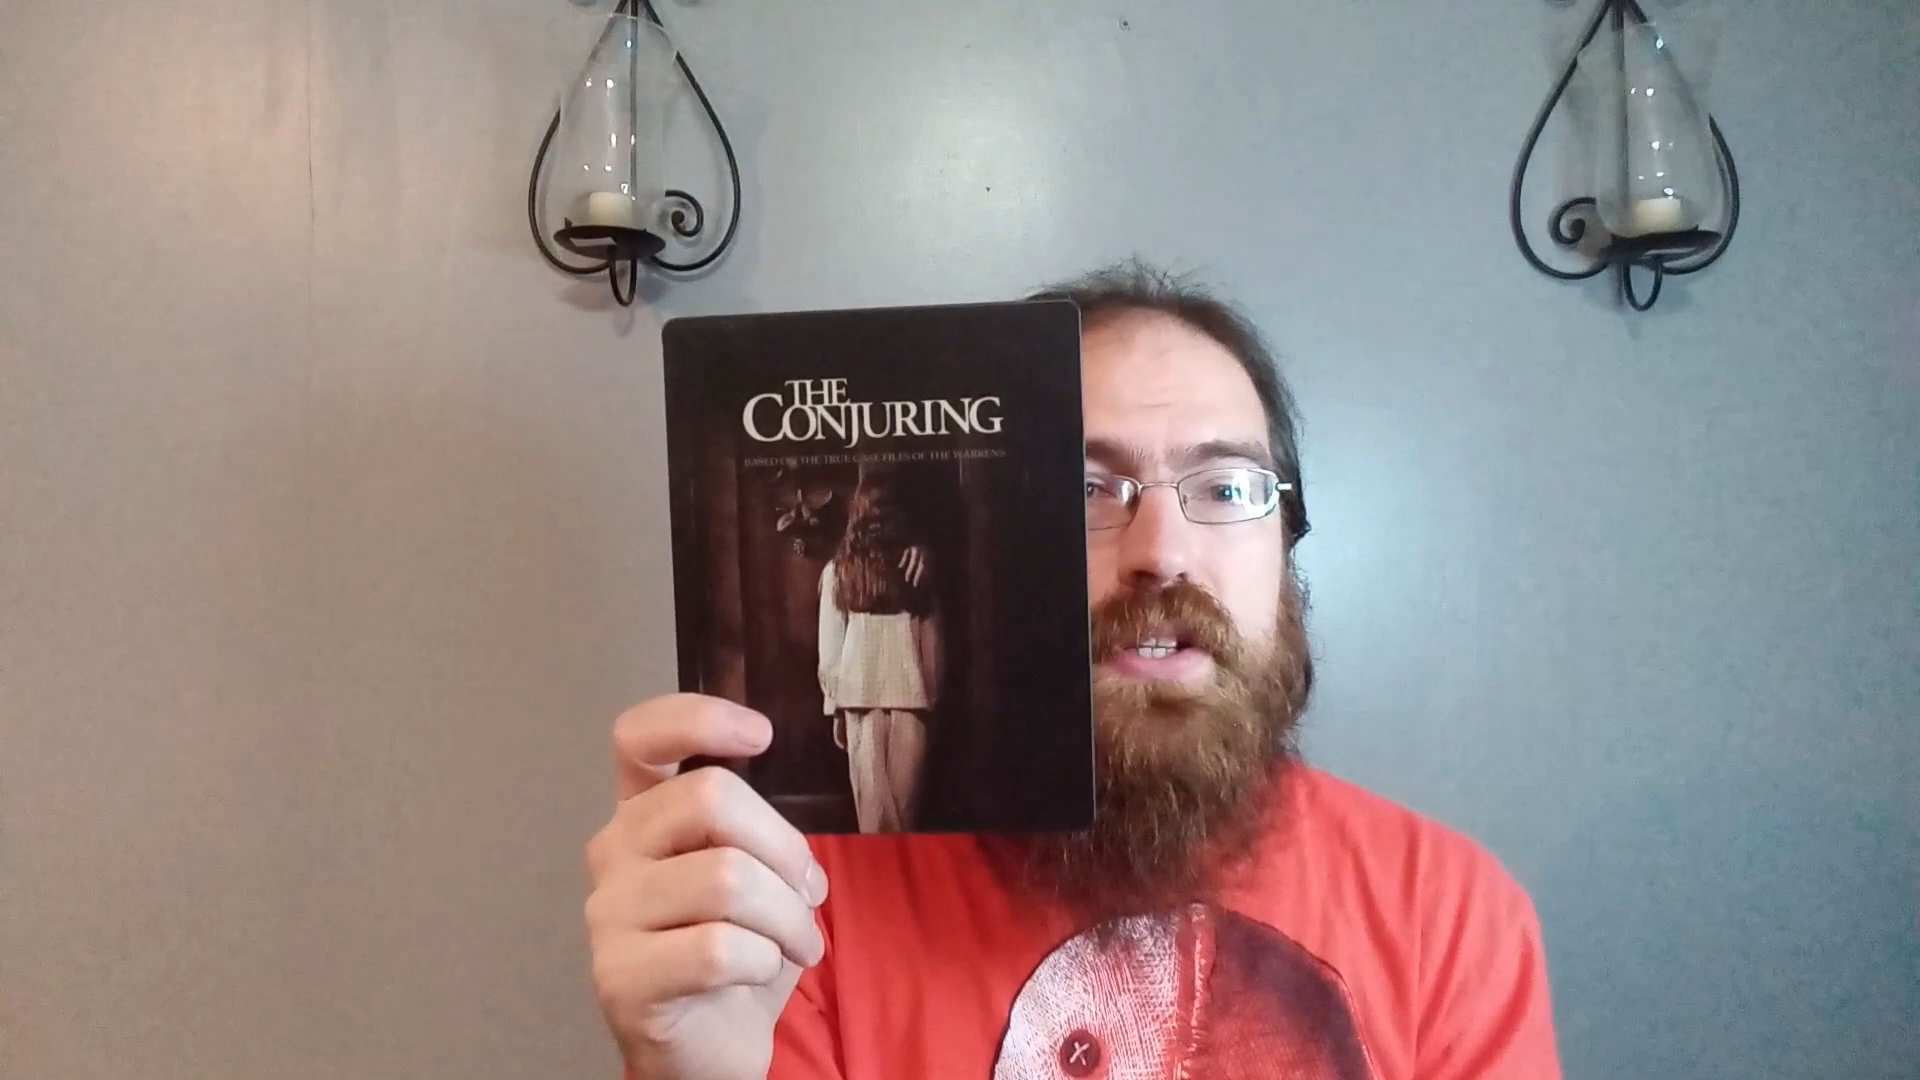 THE
CONJURING
BASED ON THE TRUE CASE FILES OF THE WARRENS